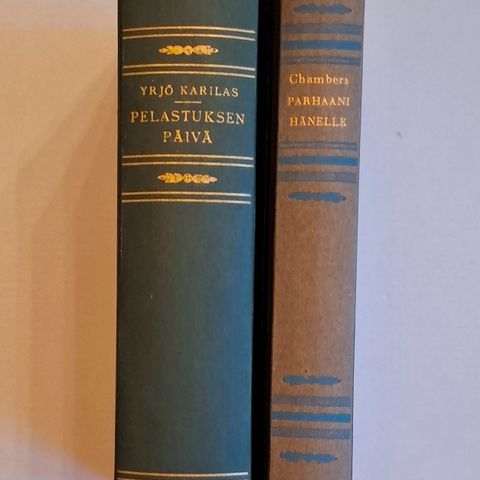 YRJÖ KARILAS
PELASTUKSEN
PÄIVÄ
Chambers
PARHAANI
HÄNELLE